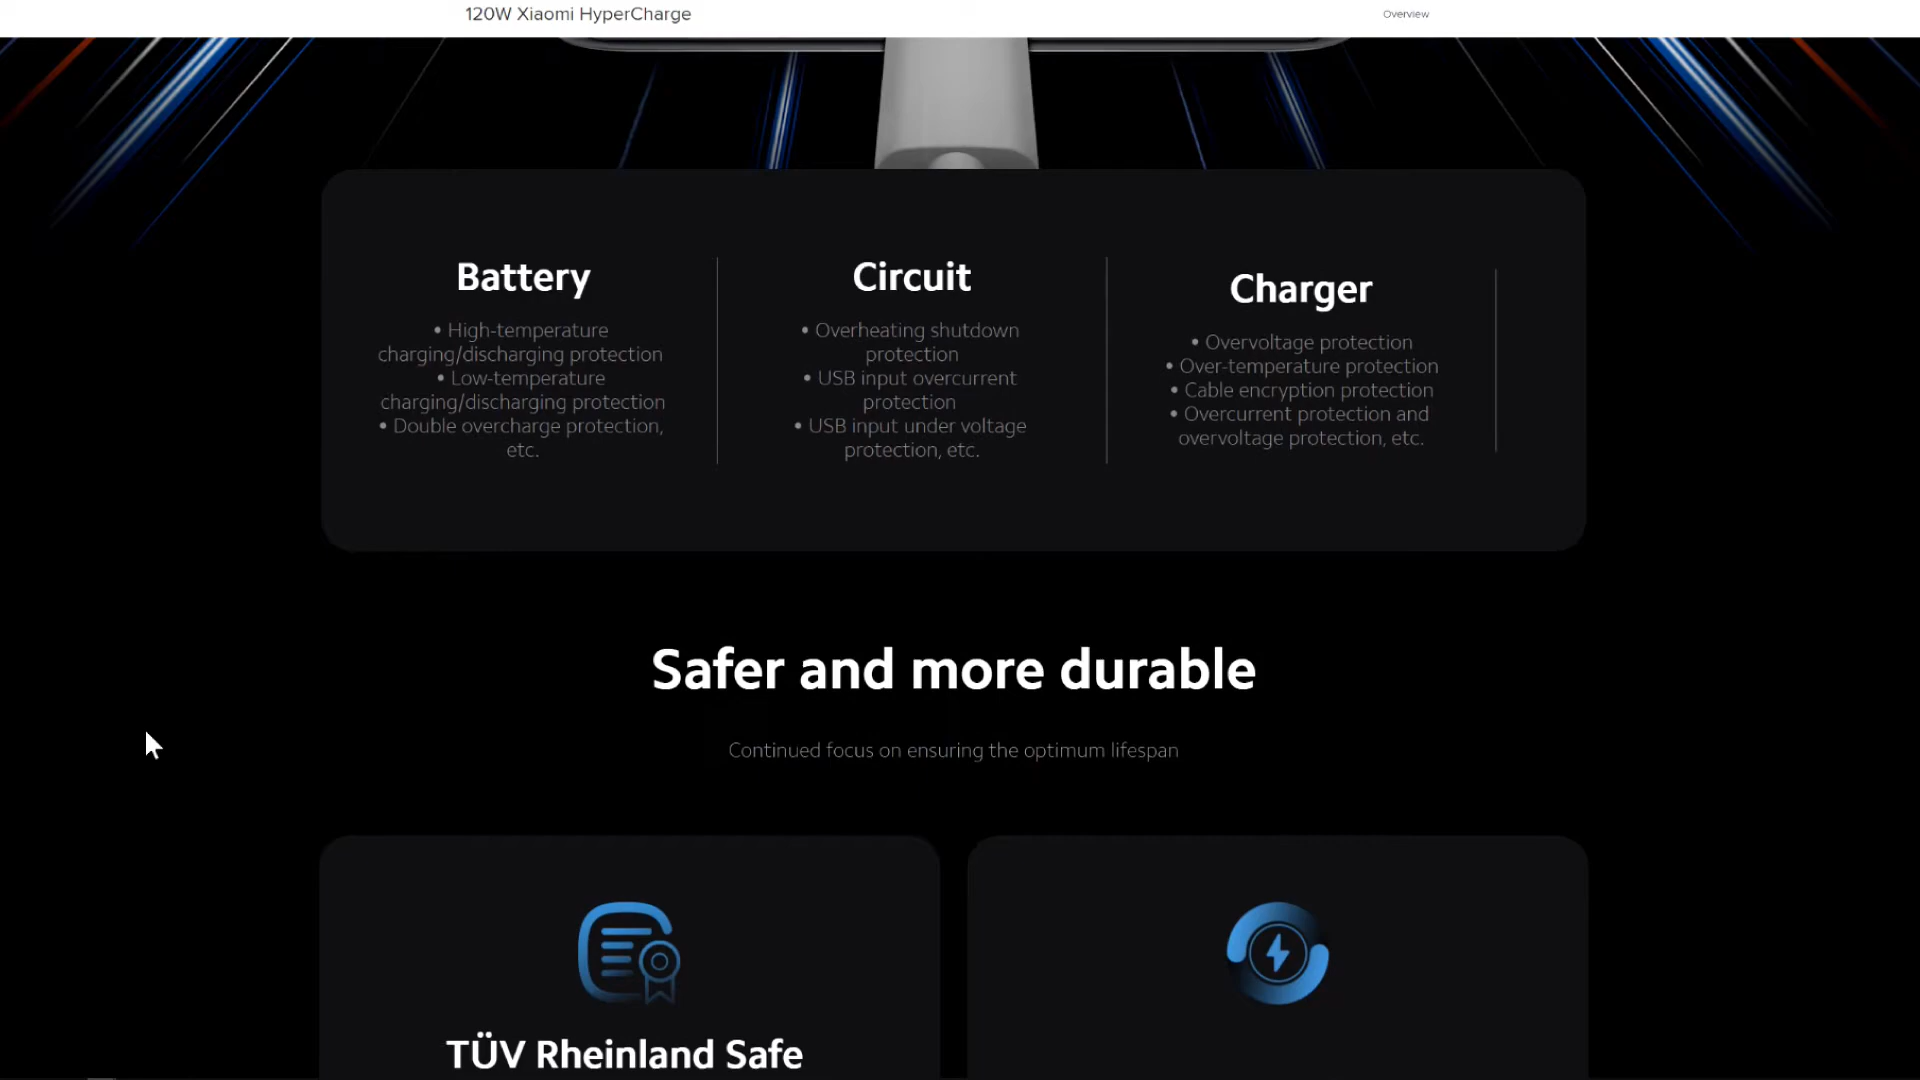 120W Xiaomi HyperCharge
Overview
Battery
• High-temperature
charging/discharging protection
• Low-temperature
charging/discharging protection
• Double overcharge protection,
etc.
Circuit
• Overheating shutdown
protection
• USB input overcurrent
protection
• USB input under voltage
protection, etc.
Charger
• Overvoltage protection
• Over-temperature protection
• Cable encryption protection
• Overcurrent protection and
overvoltage protection, etc.
Safer and more durable
Continued focus on ensuring the optimum lifespan
TÜV Rheinland Safe